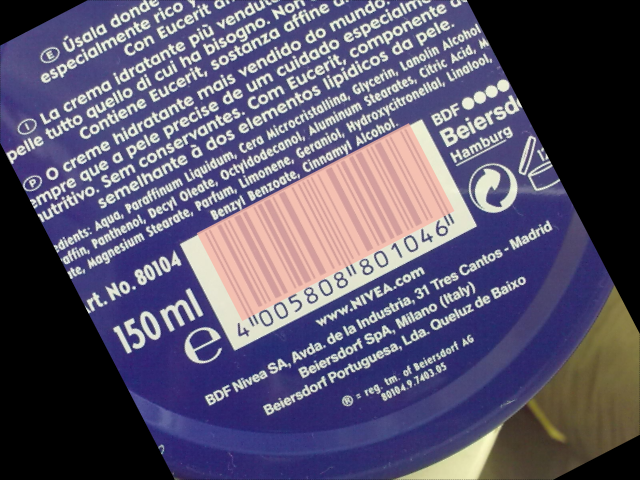 E Úsala donde
especialmente rico y
Con Eucerit
I La crema idratante più
pelle tutto quello di cui ha bisogno. Non
Contiene Eucerit, sostanza affine a
P O creme hidratante mais vendido do mundo.
empre que a pele precise de um cuidado especialm
nutritivo. Sem conservantes. Com Eucerit, componente
semelhante à dos elementos lipídicos da pele.
edients: Aqua, Paraffinum Liquidum, Cera Microcristallina, Glycerin, Lanolin Alcohol
affin, Panthenol, Decyl Oleate, Octyldodecanol, Aluminum Stearates, Citric Acid,
te, Magnesium Stearate, Parfum, Limonene, Geraniol, Hydroxycitronellal, Linalool,
Benzyl Benzoate, Cinnamyl Alcohol.
BDF
Beiersd
Hamburg
12
rt. No. 80104
150 ml
e
4 005808 801046
www.NIVEA.com
BDF Nivea SA, Avda. de la Industria, 31 Tres Cantos - Madrid
Beiersdorf SpA, Milano (Italy)
Beiersdorf Portuguesa, Lda. Queluz de Baixo
® = reg. tm. of Beiersdorf AG
80104.9.7403.05